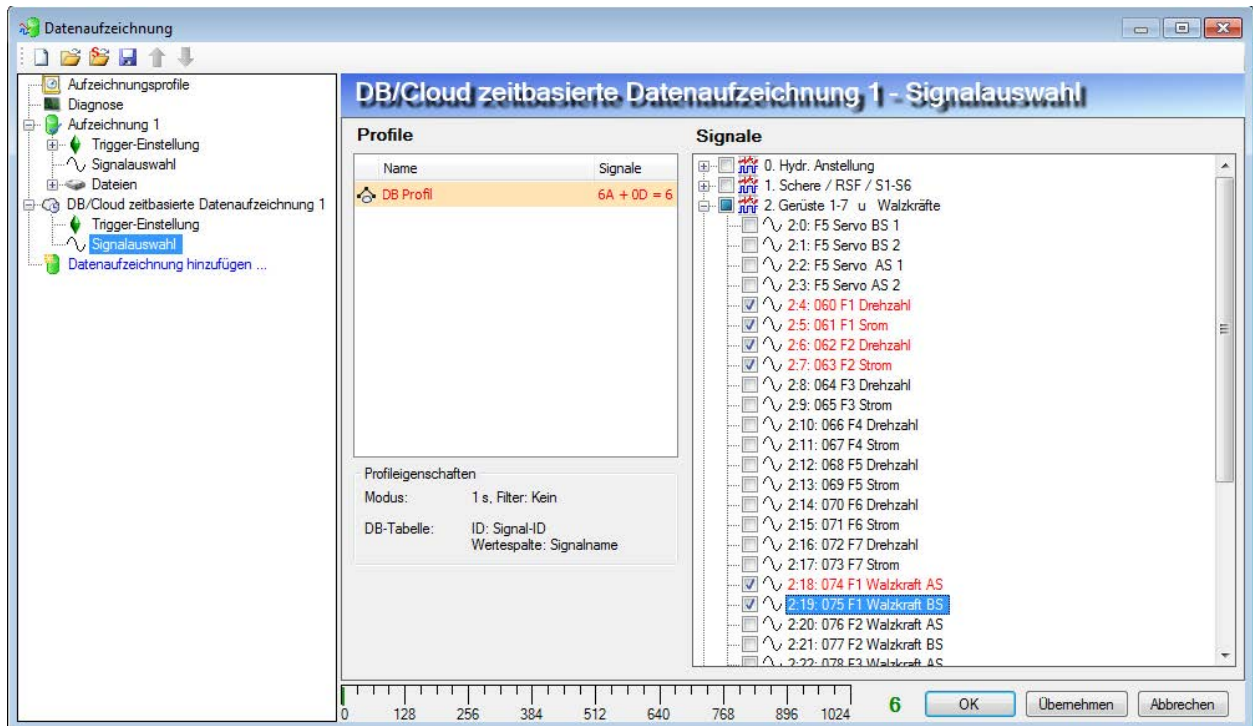 Datenaufzeichnung
Aufzeichnungsprofile
Diagnose
Aufzeichnung 1
Trigger-Einstellung
Signalauswahl
Dateien
DB/Cloud zeitbasierte Datenaufzeichnung 1
Trigger-Einstellung
Signalauswahl
Datenaufzeichnung hinzufügen ...
DB/Cloud zeitbasierte Datenaufzeichnung 1 - Signalauswahl
Profile
Name Signale
DB Profil 6A + 0D = 6
Profileigenschaften
Modus: 1 s, Filter: Kein
DB-Tabelle: ID: Signal-ID
Wertespalte: Signalname
Signale
0. Hydr. Anstellung
1. Schere / RSF / S1-S6
2. Gerüste 1-7 u Walzkräfte
2:0: F5 Servo BS 1
2:1: F5 Servo BS 2
2:2: F5 Servo AS 1
2:3: F5 Servo AS 2
2:4: 060 F1 Drehzahl
2:5: 061 F1 Srom
2:6: 062 F2 Drehzahl
2:7: 063 F2 Strom
2:8: 064 F3 Drehzahl
2:9: 065 F3 Strom
2:10: 066 F4 Drehzahl
2:11: 067 F4 Strom
2:12: 068 F5 Drehzahl
2:13: 069 F5 Strom
2:14: 070 F6 Drehzahl
2:15: 071 F6 Strom
2:16: 072 F7 Drehzahl
2:17: 073 F7 Strom
2:18: 074 F1 Walzkraft AS
2:19: 075 F1 Walzkraft BS
2:20: 076 F2 Walzkraft AS
2:21: 077 F2 Walzkraft BS
2:22: 078 F3 Walzkraft AS
0 128 256 384 512 640 768 896 1024
6
OK
Übernehmen
Abbrechen